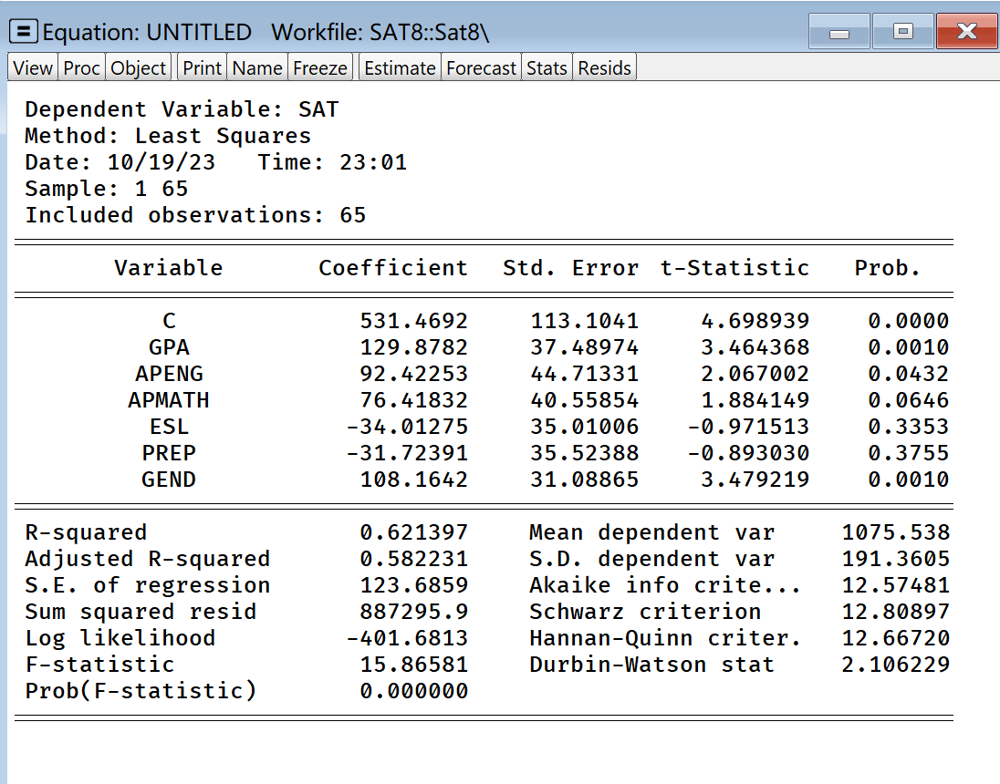 Equation: UNTITLED Workfile: SAT8::Sat8\
View Proc Object Print Name Freeze Estimate Forecast Stats Resids
Dependent Variable: SAT
Method: Least Squares
Date: 10/19/23 Time: 23:01
Sample: 1 65
Included observations: 65
Variable Coefficient Std. Error t-Statistic Prob.
C 531.4692 113.1041 4.698939 0.0000
GPA 129.8782 37.48974 3.464368 0.0010
APENG 92.42253 44.71331 2.067002 0.0432
APMATH 76.41832 40.55854 1.884149 0.0646
ESL -34.01275 35.01006 -0.971513 0.3353
PREP -31.72391 35.52388 -0.893030 0.3755
GEND 108.1642 31.08865 3.479219 0.0010
R-squared 0.621397 Mean dependent var 1075.538
Adjusted R-squared 0.582231 S.D. dependent var 191.3605
S.E. of regression 123.6859 Akaike info crite... 12.57481
Sum squared resid 887295.9 Schwarz criterion 12.80897
Log likelihood -401.6813 Hannan-Quinn criter. 12.66720
F-statistic 15.86581 Durbin-Watson stat 2.106229
Prob(F-statistic) 0.000000